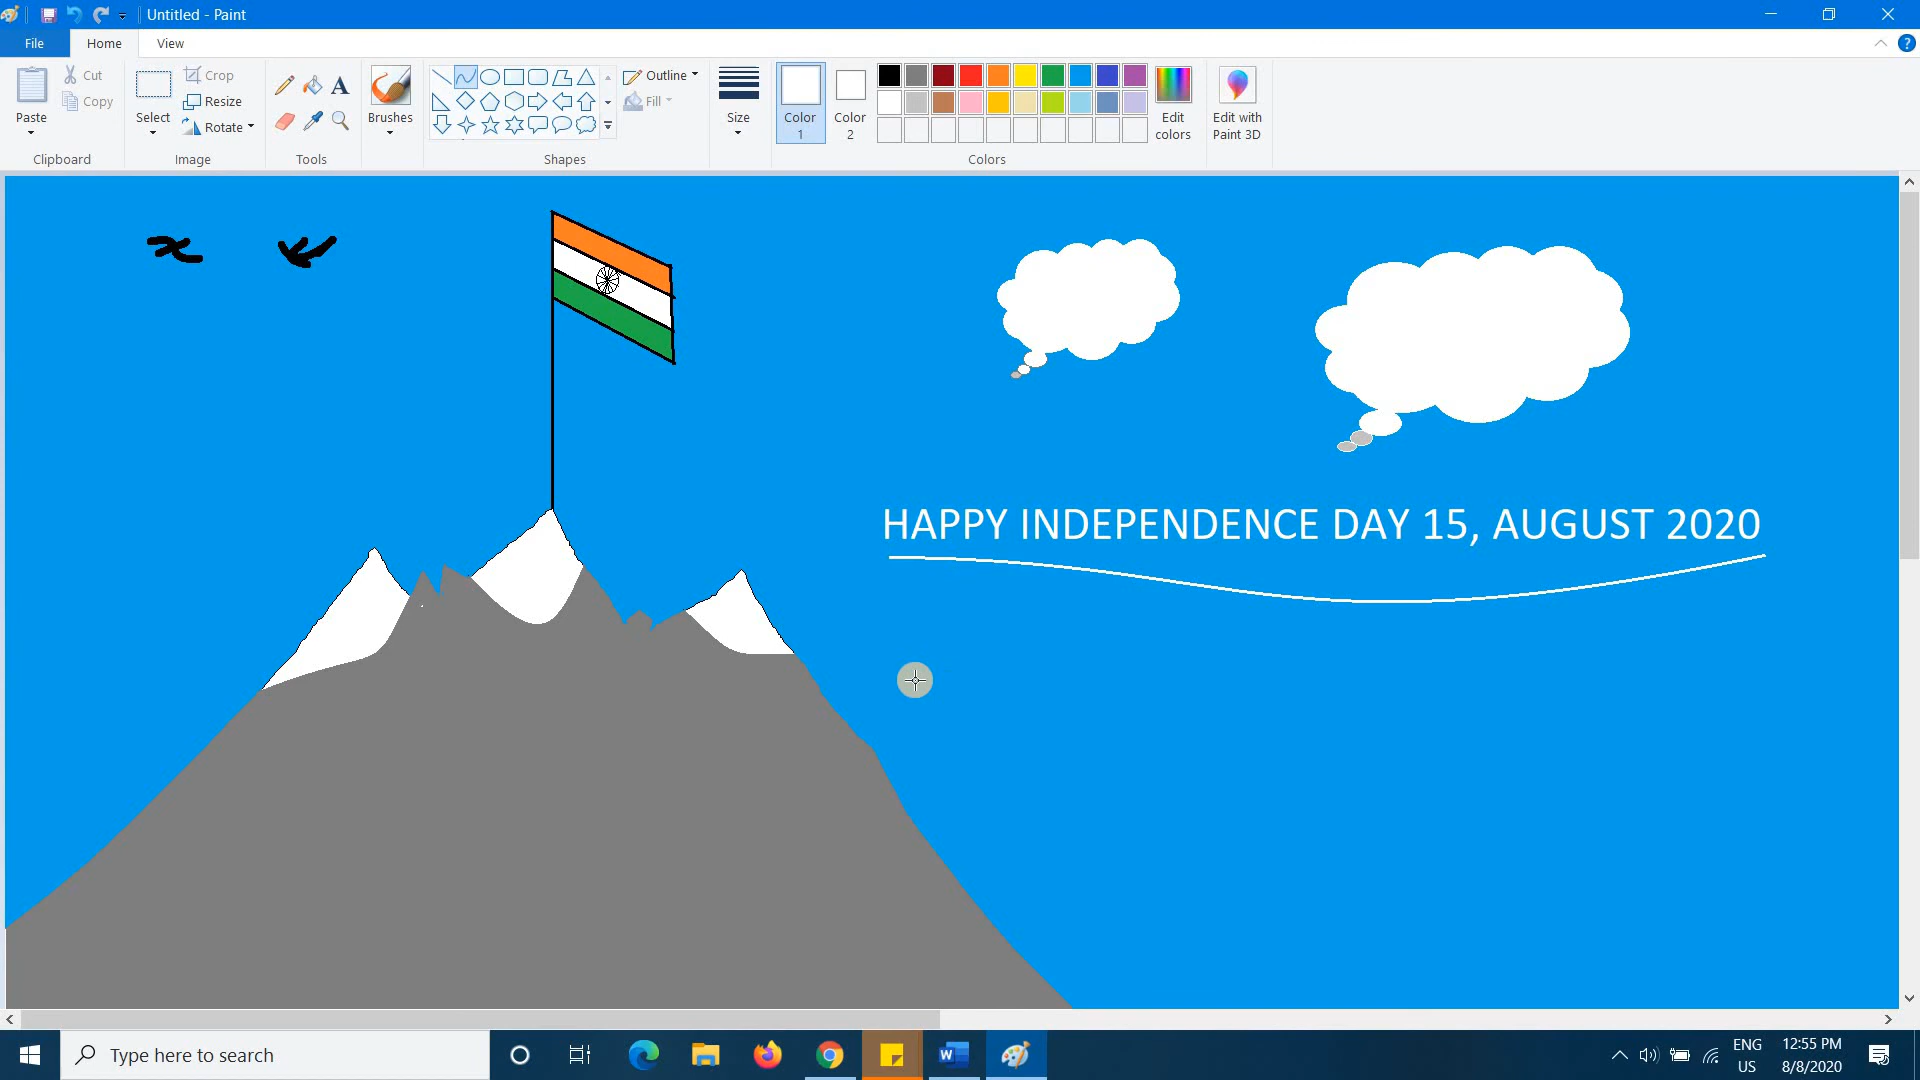 Untitled - Paint
File Home View
Paste
Cut
Copy
Clipboard
Select
Crop
Resize
Rotate
Image
Tools
Brushes
Outline
Fill
Shapes
Size
Color
1
Color
2
Edit
colors
Colors
Edit with
Paint 3D
HAPPY INDEPENDENCE DAY 15, AUGUST 2020
Type here to search
ENG
US
12:55 PM
8/8/2020